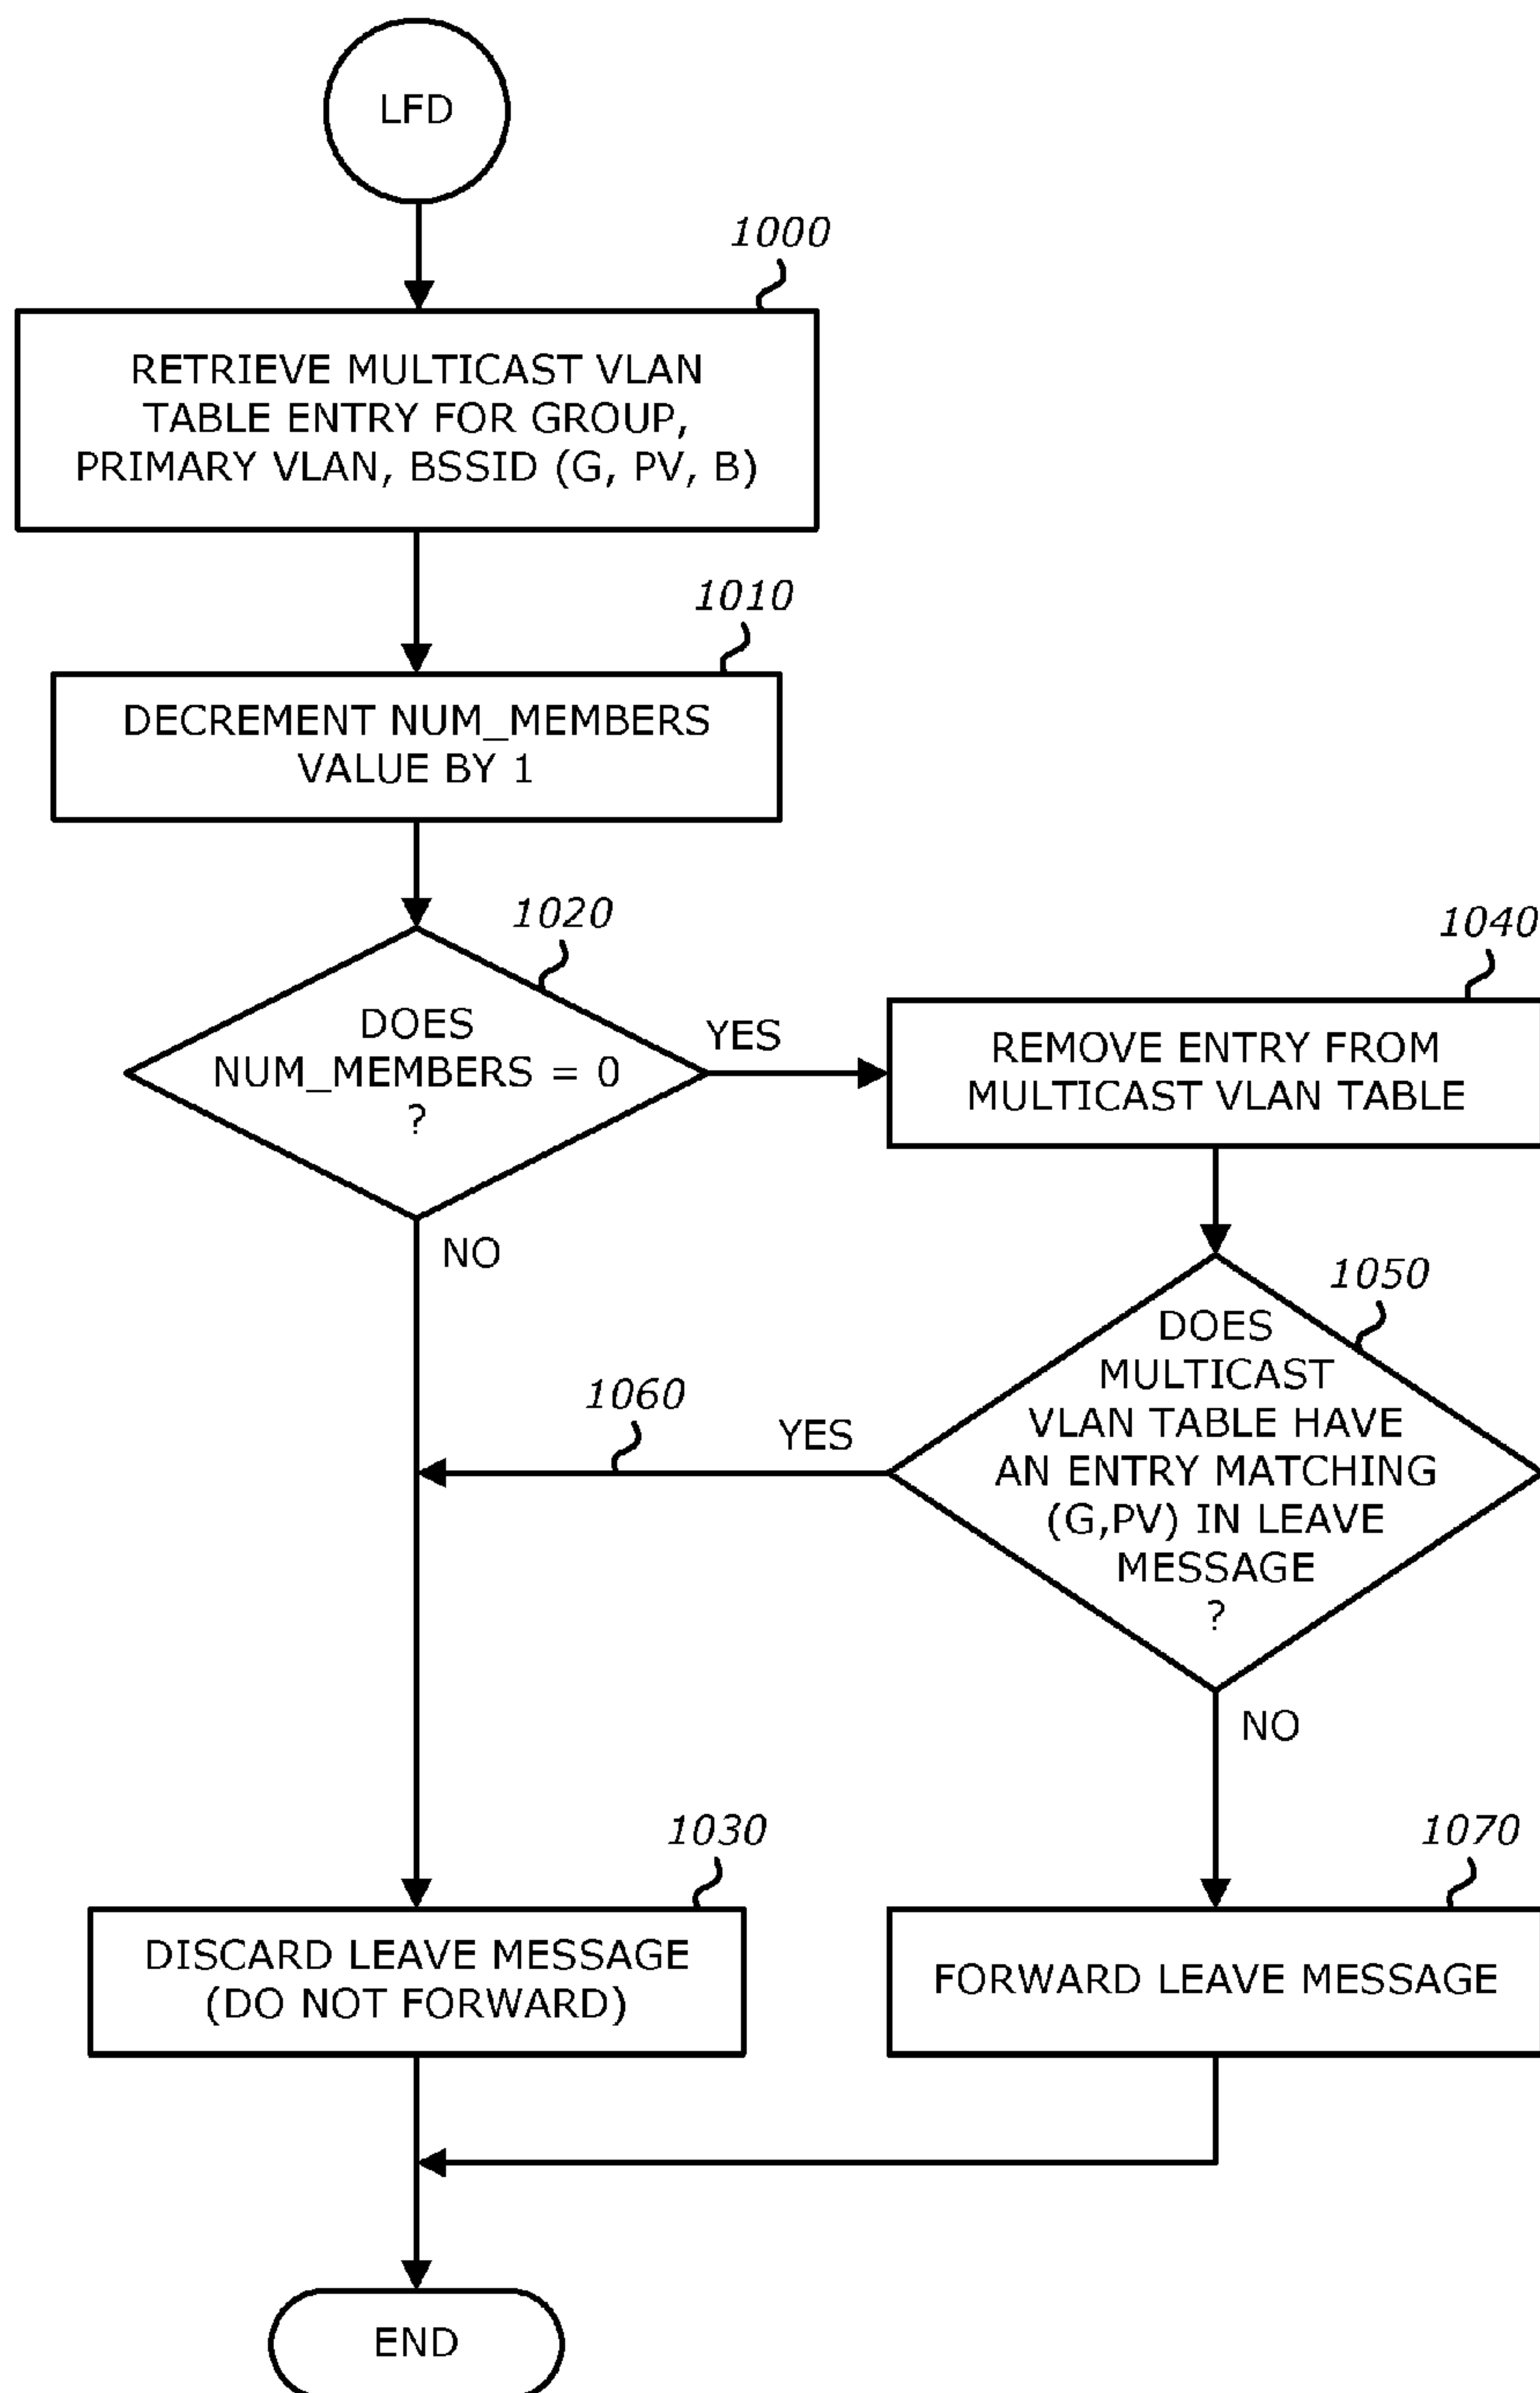 LFD
1000
RETRIEVE MULTICAST VLAN
TABLE ENTRY FOR GROUP,
PRIMARY VLAN, BSSID (G, PV, B)
1010
DECREMENT NUM_MEMBERS
VALUE BY 1
1020
DOES
NUM_MEMBERS = 0
?
YES
NO
1040
REMOVE ENTRY FROM
MULTICAST VLAN TABLE
1050
DOES
MULTICAST
VLAN TABLE HAVE
AN ENTRY MATCHING
(G,PV) IN LEAVE
MESSAGE
?
1060
YES
NO
1030
DISCARD LEAVE MESSAGE
(DO NOT FORWARD)
1070
FORWARD LEAVE MESSAGE
END